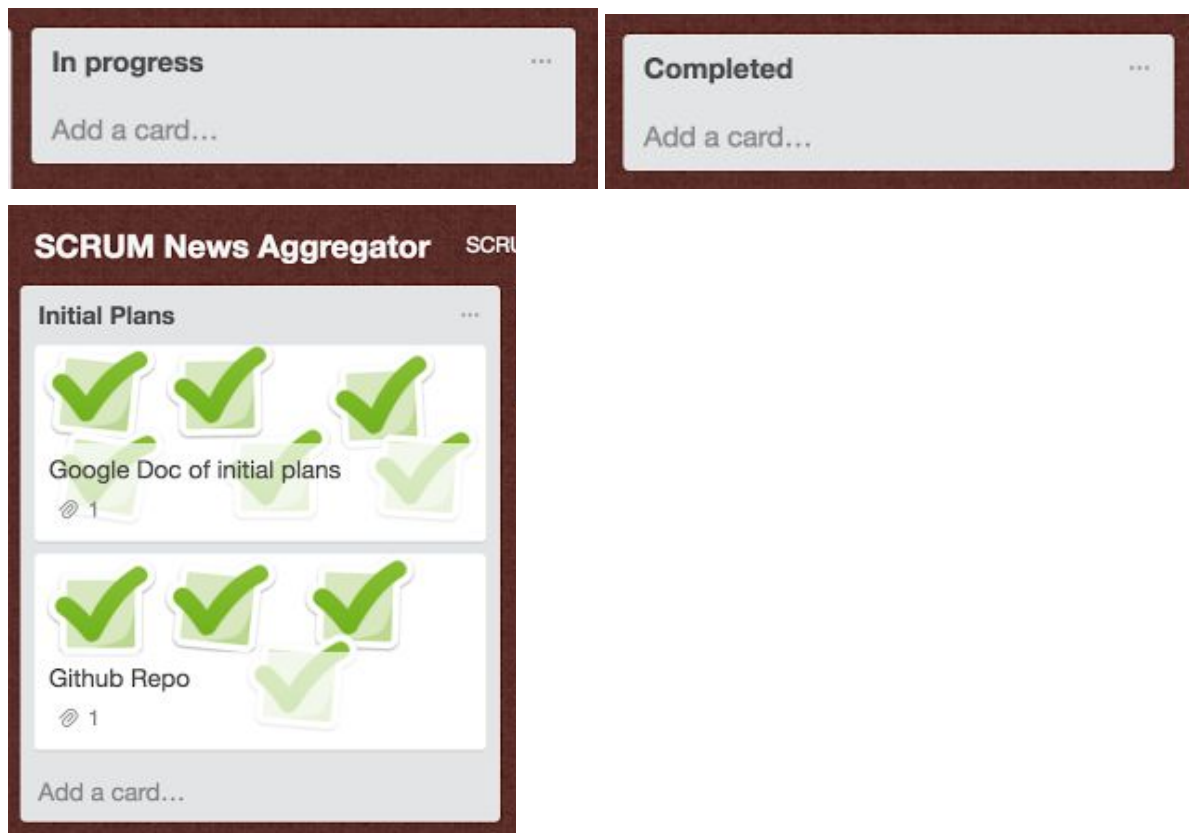 In progress
Add a card...
Completed
Add a card...
SCRUM News Aggregator
Initial Plans
Google Doc of initial plans
1
Github Repo
1
Add a card...